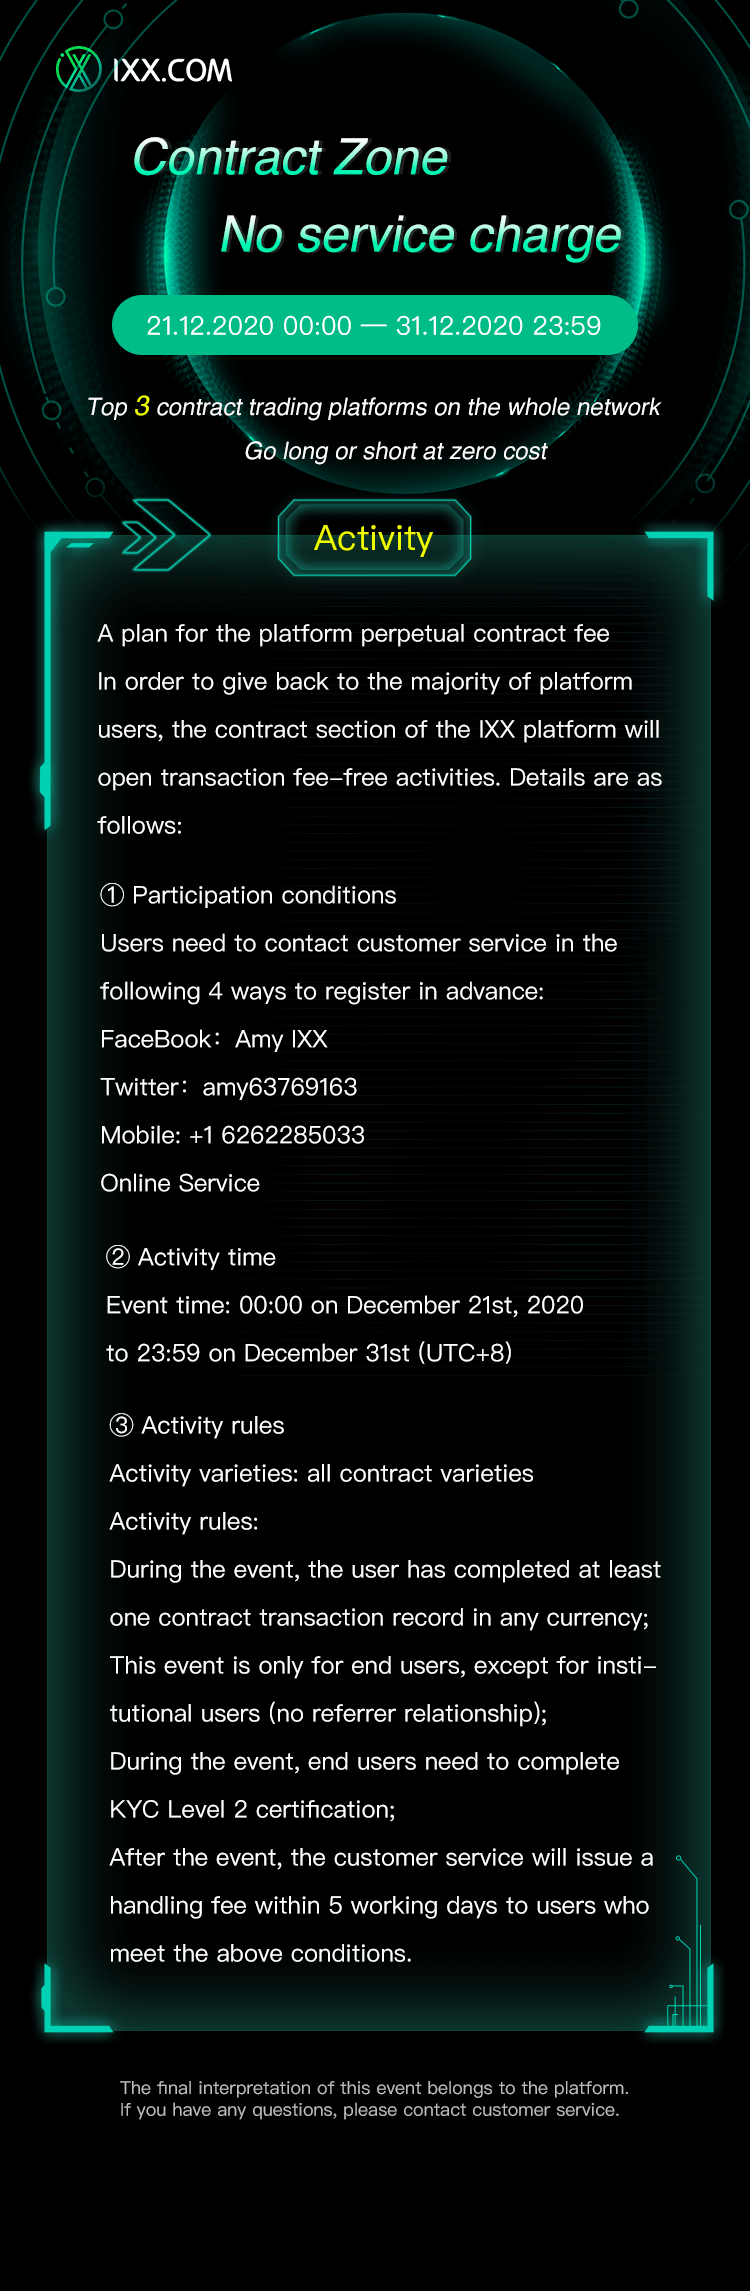 IXX.COM
Contract Zone
No service charge
21.12.2020 00:00 — 31.12.2020 23:59
Top 3 contract trading platforms on the whole network
Go long or short at zero cost
Activity
A plan for the platform perpetual contract fee
In order to give back to the majority of platform
users, the contract section of the IXX platform will
open transaction fee-free activities. Details are as
follows:
① Participation conditions
Users need to contact customer service in the
following 4 ways to register in advance:
FaceBook：Amy IXX
Twitter：amy63769163
Mobile: +1 6262285033
Online Service
② Activity time
Event time: 00:00 on December 21st, 2020
to 23:59 on December 31st (UTC+8)
③ Activity rules
Activity varieties: all contract varieties
Activity rules:
During the event, the user has completed at least
one contract transaction record in any currency;
This event is only for end users, except for insti-
tutional users (no referrer relationship);
During the event, end users need to complete
KYC Level 2 certification;
After the event, the customer service will issue a
handling fee within 5 working days to users who
meet the above conditions.
The final interpretation of this event belongs to the platform.
If you have any questions, please contact customer service.